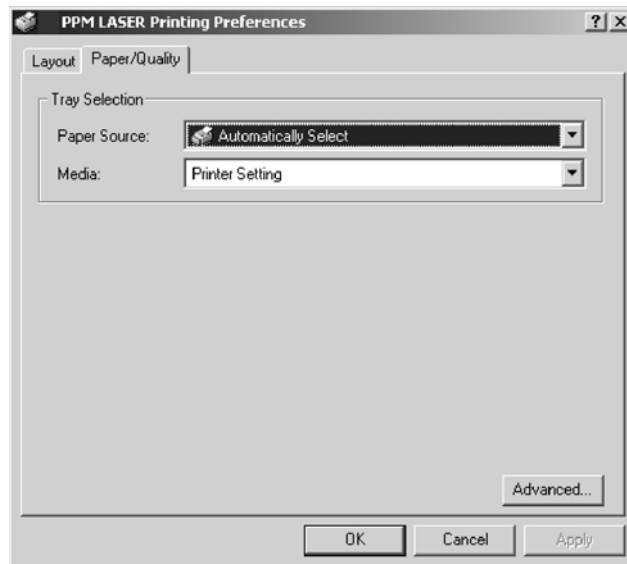 PPM LASER Printing Preferences
Layout Paper/Quality
Tray Selection
Paper Source: Automatically Select
Media: Printer Setting
Advanced...
OK Cancel Apply